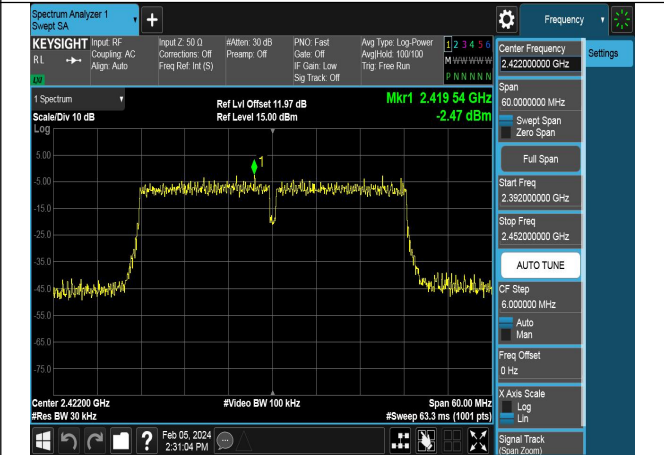 Spectrum Analyzer 1
Swept SA
+
Frequency
KEYSIGHT
RL
LXI
Input: RF
Coupling: AC
Align: Auto
Input Z: 50 Ω
Corrections: Off
Freq Ref: Int (S)
#Atten: 30 dB
Preamp: Off
PNO: Fast
Gate: Off
IF Gain: Low
Sig Track: Off
Avg Type: Log-Power
Avg|Hold: 100/100
Trig: Free Run
1 2 3 4 5 6
M W W W W W
P N N N N N
1 Spectrum
Scale/Div 10 dB
Log
Ref Lvl Offset 11.97 dB
Ref Level 15.00 dBm
Mkr1 2.419 54 GHz
-2.47 dBm
1
5.00
-5.00
-15.0
-25.0
-35.0
-45.0
-55.0
-65.0
-75.0
Center 2.42200 GHz
#Res BW 30 kHz
#Video BW 100 kHz
Span 60.00 MHz
#Sweep 63.3 ms (1001 pts)
Center Frequency
2.422000000 GHz
Settings
Span
60.0000000 MHz
Swept Span
Zero Span
Full Span
Start Freq
2.392000000 GHz
Stop Freq
2.452000000 GHz
AUTO TUNE
CF Step
6.000000 MHz
Auto
Man
Freq Offset
0 Hz
X Axis Scale
Log
Lin
Signal Track
(Span Zoom)
?
Feb 05, 2024
2:31:04 PM